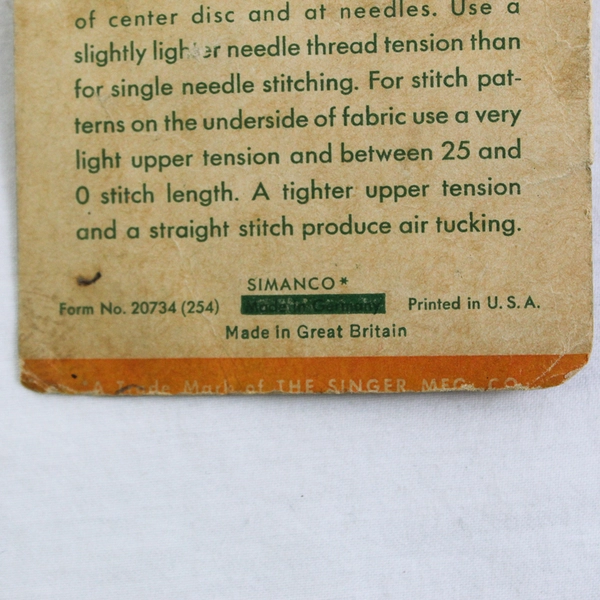 of center disc and at needles. Use a
slightly lighter needle thread tension than
for single needle stitching. For stitch pat-
terns on the underside of fabric use a very
light upper tension and between 25 and
0 stitch length. A tighter upper tension
and a straight stitch produce air tucking.
SIMANCO*
Form No. 20734 (254) Made in Germany Printed in U. S. A.
Made in Great Britain
A Trade Mark of THE SINGER MFG. CO.